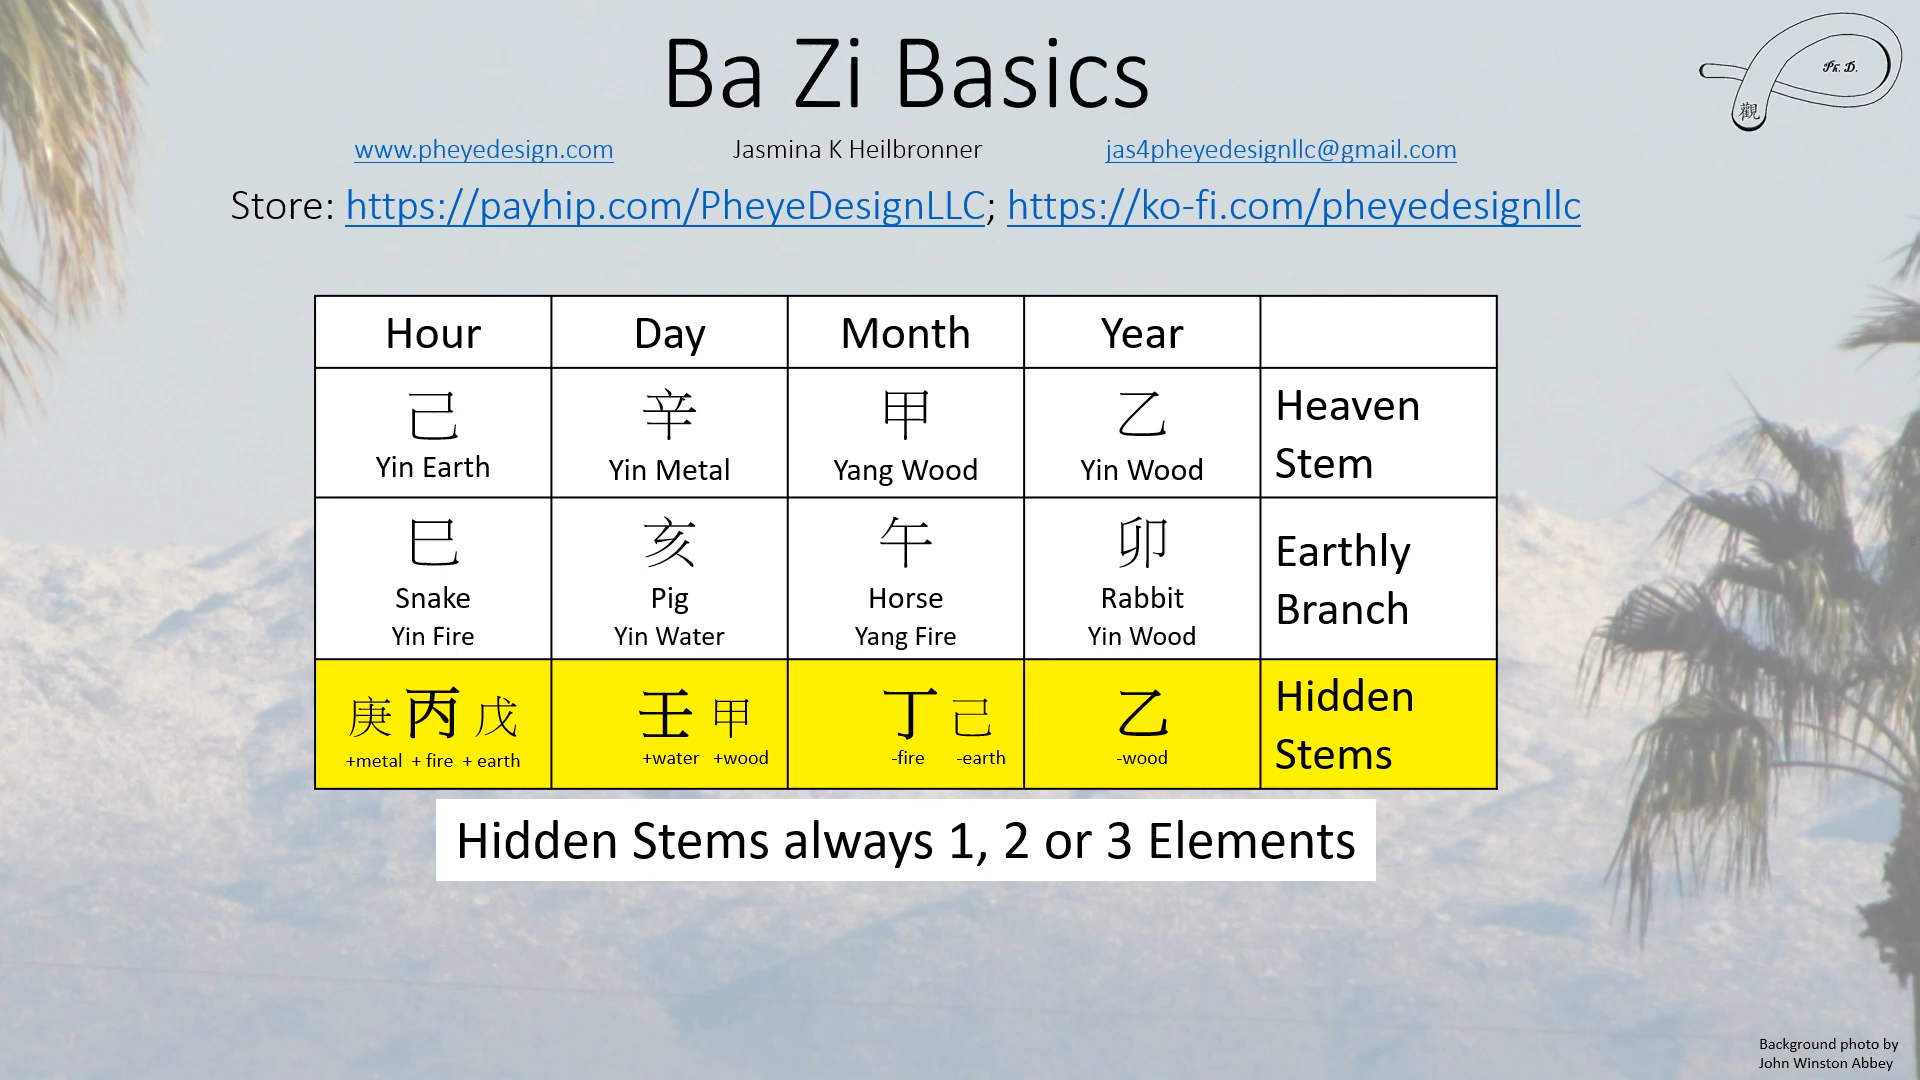 Ba Zi Basics
Ph. D.
觀
www.pheyedesign.com Jasmina K Heilbronner jas4pheyedesignllc@gmail.com
Store: https://payhip.com/PheyeDesignLLC; https://ko-fi.com/pheyedesignllc
Hour Day Month Year
己 辛 甲 乙 Heaven
Yin Earth Yin Metal Yang Wood Yin Wood Stem
巳 亥 午 卯 Earthly
Snake Pig Horse Rabbit Branch
Yin Fire Yin Water Yang Fire Yin Wood
庚 丙 戊 壬 甲 丁 己 乙 Hidden
+metal + fire + earth +water +wood -fire -earth -wood Stems
Hidden Stems always 1, 2 or 3 Elements
Background photo by
John Winston Abbey